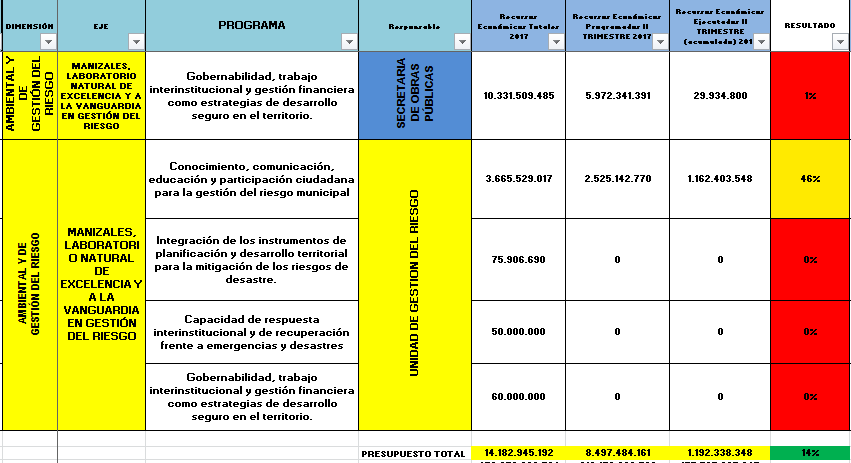 DIMENSIÓN
EJE
PROGRAMA
Responsable
Recursos
Económicos Totales
2017
Recursos Económicos
Programados II
TRIMESTRE 2017
Recursos Económicos
Ejecutados II
TRIMESTRE
(acumulado) 201
RESULTADO
AMBIENTAL Y
DE
GESTIÓN DEL
RIESGO
MANIZALES,
LABORATORIO
NATURAL DE
EXCELENCIA Y A
LA VANGUARDIA
EN GESTIÓN DEL
RIESGO
Gobernabilidad, trabajo
interinstitucional y gestión financiera
como estrategias de desarrollo
seguro en el territorio.
SECRETARIA
DE OBRAS
PÚBLICAS
10.331.509.485
5.972.341.391
29.934.800
1%
AMBIENTAL Y DE
GESTIÓN DEL RIESGO
MANIZALES,
LABORATORI
O NATURAL
DE
EXCELENCIA Y
A LA
VANGUARDIA
EN GESTIÓN
DEL RIESGO
Conocimiento, comunicación,
educación y participación ciudadana
para la gestión del riesgo municipal
UNIDAD DE GESTION DEL RIESGO
3.665.529.017
2.525.142.770
1.162.403.548
46%
Integración de los instrumentos de
planificación y desarrollo territorial
para la mitigación de los riesgos de
desastre.
75.906.690
0
0
0%
Capacidad de respuesta
interinstitucional y de recuperación
frente a emergencias y desastres
50.000.000
0
0
0%
Gobernabilidad, trabajo
interinstitucional y gestión financiera
como estrategias de desarrollo
seguro en el territorio.
60.000.000
0
0
0%
PRESUPUESTO TOTAL
14.182.945.192
8.497.484.161
1.192.338.348
14%